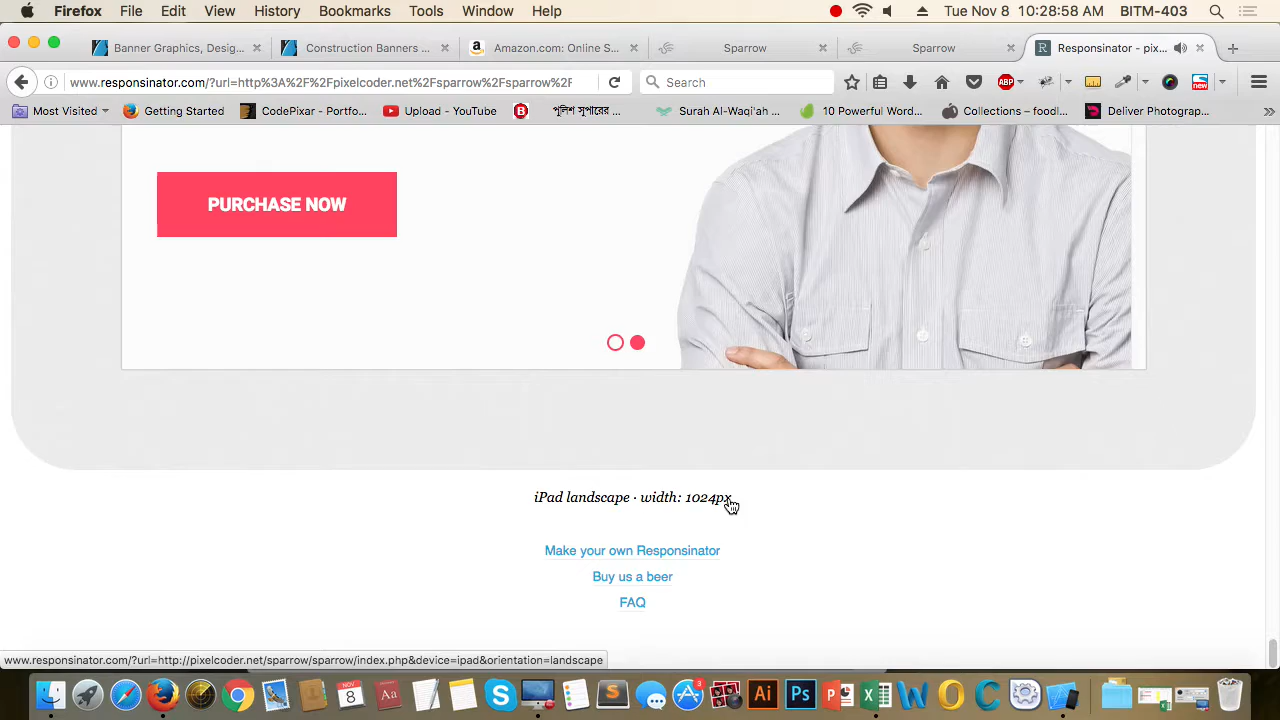 Firefox File Edit View History Bookmarks Tools Window Help Tue Nov 8 10:28:58 AM BITM-403
Banner Graphics, Desig... Construction Banners ... Amazon.com: Online S... Sparrow Sparrow Responsinator - pix...
www.responsinator.com/?url=http%3A%2F%2Fpixelcoder.net%2Fsparrow%2Fsparrow%2F Search
Most Visited Getting Started CodePixar - Portfo... Upload - YouTube পুলিশ সুপারের ... Surah Al-Waqi'ah ... 10 Powerful Word... Collections – foodl... Deliver Photograp...
PURCHASE NOW
iPad landscape · width: 1024px
Make your own Responsinator
Buy us a beer
FAQ
www.responsinator.com/?url=http://pixelcoder.net/sparrow/sparrow/index.php&device=ipad&orientation=landscape